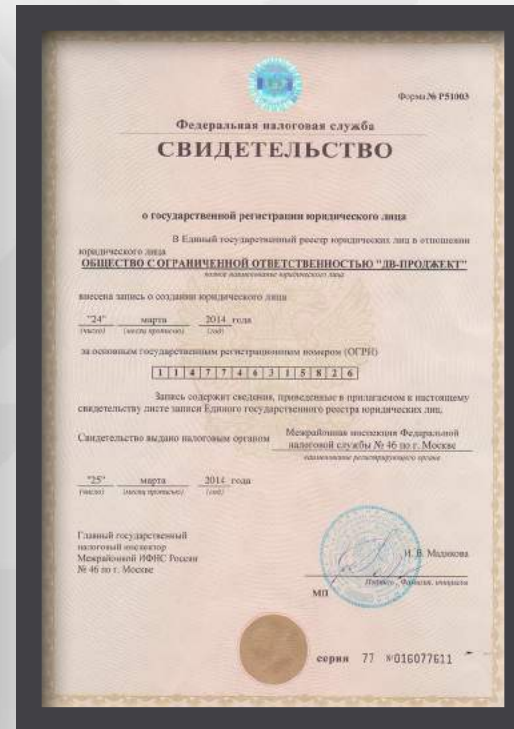 Форма № Р51003
Федеральная налоговая служба
СВИДЕТЕЛЬСТВО
о государственной регистрации юридического лица
В Единый государственный реестр юридических лиц в отношении
юридического лица
ОБЩЕСТВО С ОГРАНИЧЕННОЙ ОТВЕТСТВЕННОСТЬЮ "ДВ-ПРОДЖЕКТ"
полное наименование юридического лица
внесена запись о создании юридического лица
"24" марта 2014 года
(число) (месяц прописью) (год)
за основным государственным регистрационным номером (ОГРН)
1 1 4 7 7 4 6 3 1 5 8 2 6
Запись содержит сведения, приведенные в прилагаемом к настоящему
свидетельству листе записи Единого государственного реестра юридических лиц.
Свидетельство выдано налоговым органом Межрайонная инспекция Федеральной
налоговой службы № 46 по г. Москве
наименование регистрирующего органа
"25" марта 2014 года
(число) (месяц прописью) (год)
Главный государственный
налоговый инспектор
Межрайонной ИФНС России
№ 46 по г. Москве
И. В. Мадикова
Подпись, Фамилия, инициалы
МП
серия 77 №016077611